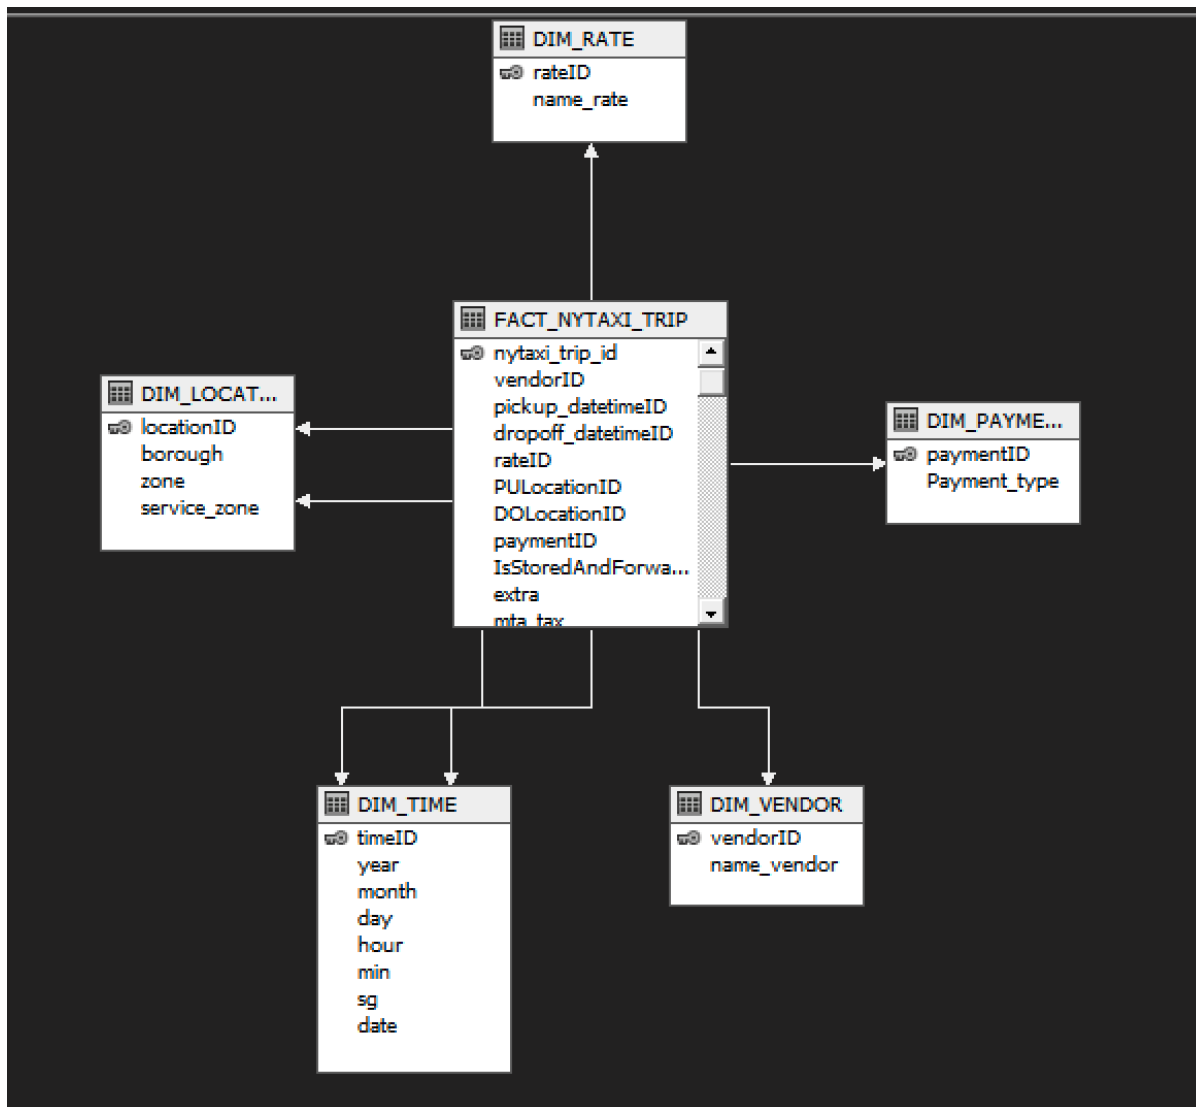 DIM_RATE
rateID
name_rate
FACT_NYTAXI_TRIP
nytaxi_trip_id
vendorID
pickup_datetimeID
dropoff_datetimeID
rateID
PULocationID
DOLocationID
paymentID
IsStoredAndForwa...
extra
mta_tax
DIM_LOCAT...
locationID
borough
zone
service_zone
DIM_PAYME...
paymentID
Payment_type
DIM_TIME
timeID
year
month
day
hour
min
sg
date
DIM_VENDOR
vendorID
name_vendor